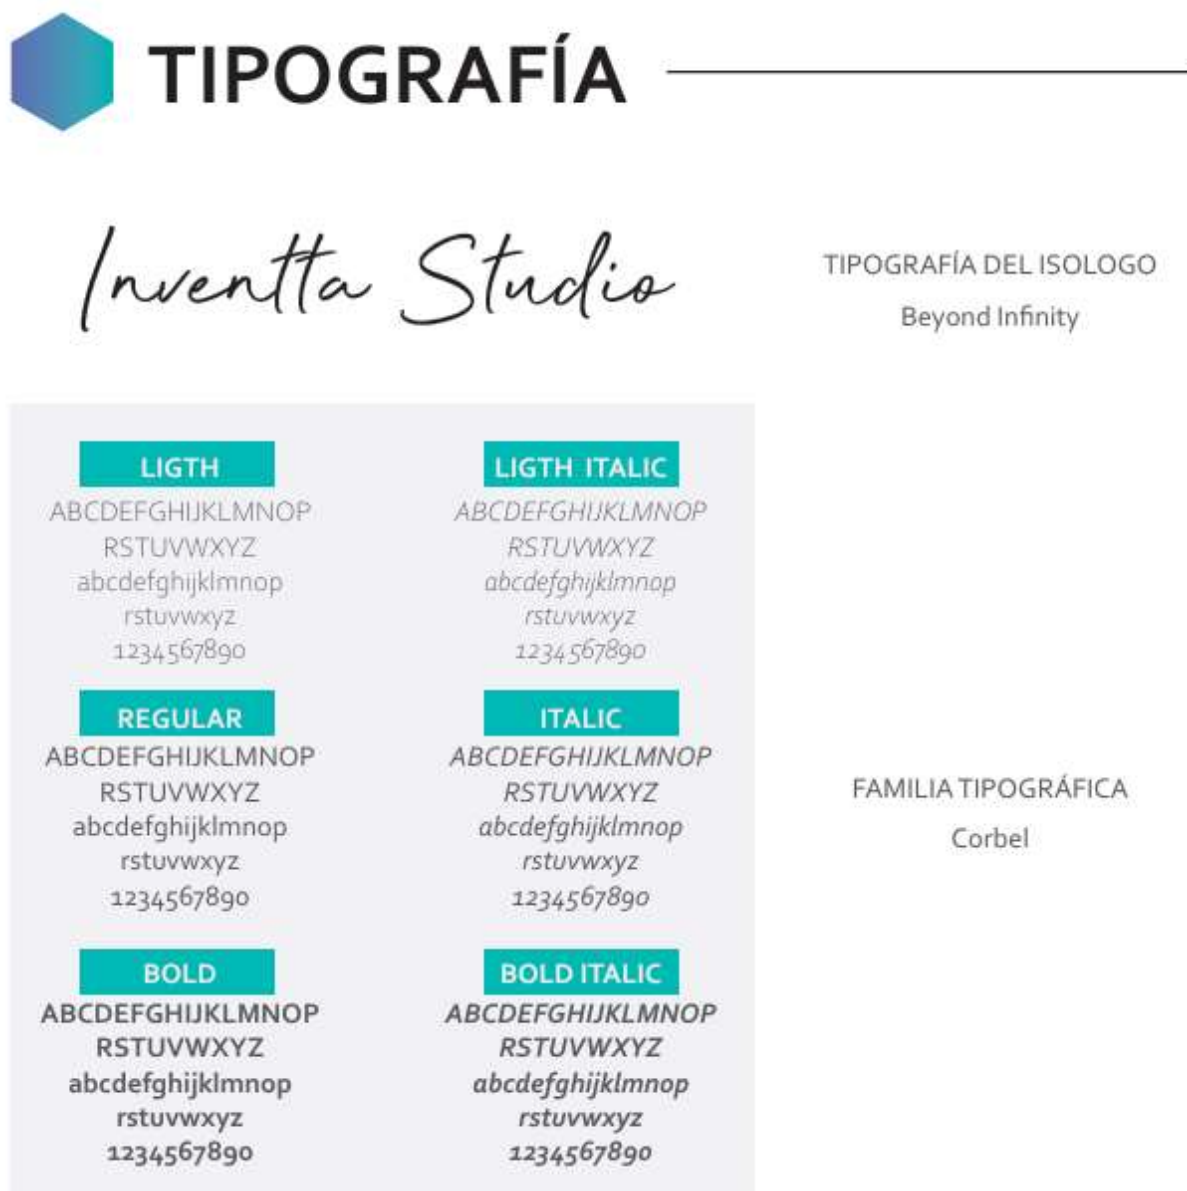 TIPOGRAFÍA
Inventta Studio
TIPOGRAFÍA DEL ISOLOGO
Beyond Infinity
LIGTH
ABCDEFGHIJKLMNOP
RSTUVWXYZ
abcdefghijklmnop
rstuvwxyz
1234567890
LIGTH ITALIC
ABCDEFGHIJKLMNOP
RSTUVWXYZ
abcdefghijklmnop
rstuvwxyz
1234567890
REGULAR
ABCDEFGHIJKLMNOP
RSTUVWXYZ
abcdefghijklmnop
rstuvwxyz
1234567890
ITALIC
ABCDEFGHIJKLMNOP
RSTUVWXYZ
abcdefghijklmnop
rstuvwxyz
1234567890
FAMILIA TIPOGRÁFICA
Corbel
BOLD
ABCDEFGHIJKLMNOP
RSTUVWXYZ
abcdefghijklmnop
rstuvwxyz
1234567890
BOLD ITALIC
ABCDEFGHIJKLMNOP
RSTUVWXYZ
abcdefghijklmnop
rstuvwxyz
1234567890